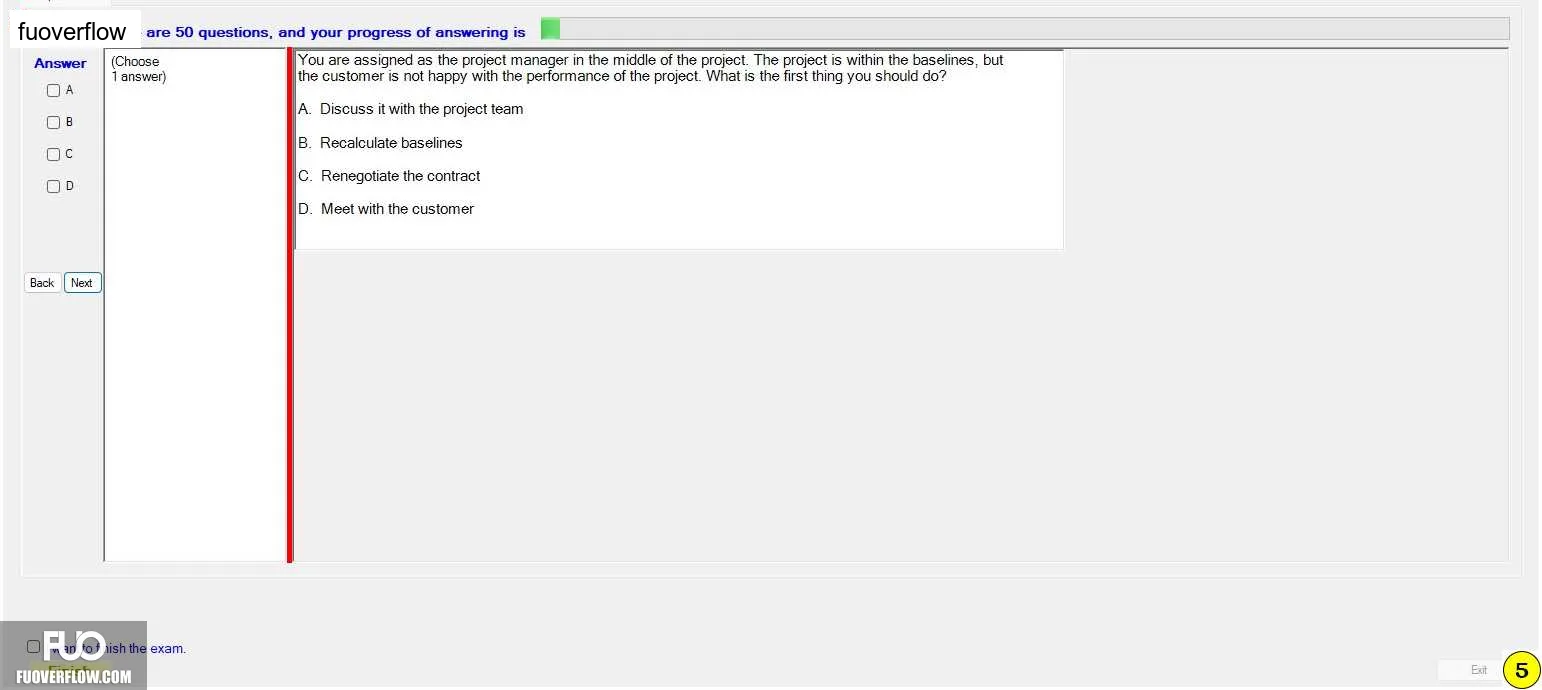 fuoverflow are 50 questions, and your progress of answering is
Answer
A
B
C
D
Back Next
(Choose
1 answer)
You are assigned as the project manager in the middle of the project. The project is within the baselines, but
the customer is not happy with the performance of the project. What is the first thing you should do?
A. Discuss it with the project team
B. Recalculate baselines
C. Renegotiate the contract
D. Meet with the customer
FUO
the exam.
FUOVERFLOW.COM
Exit
5